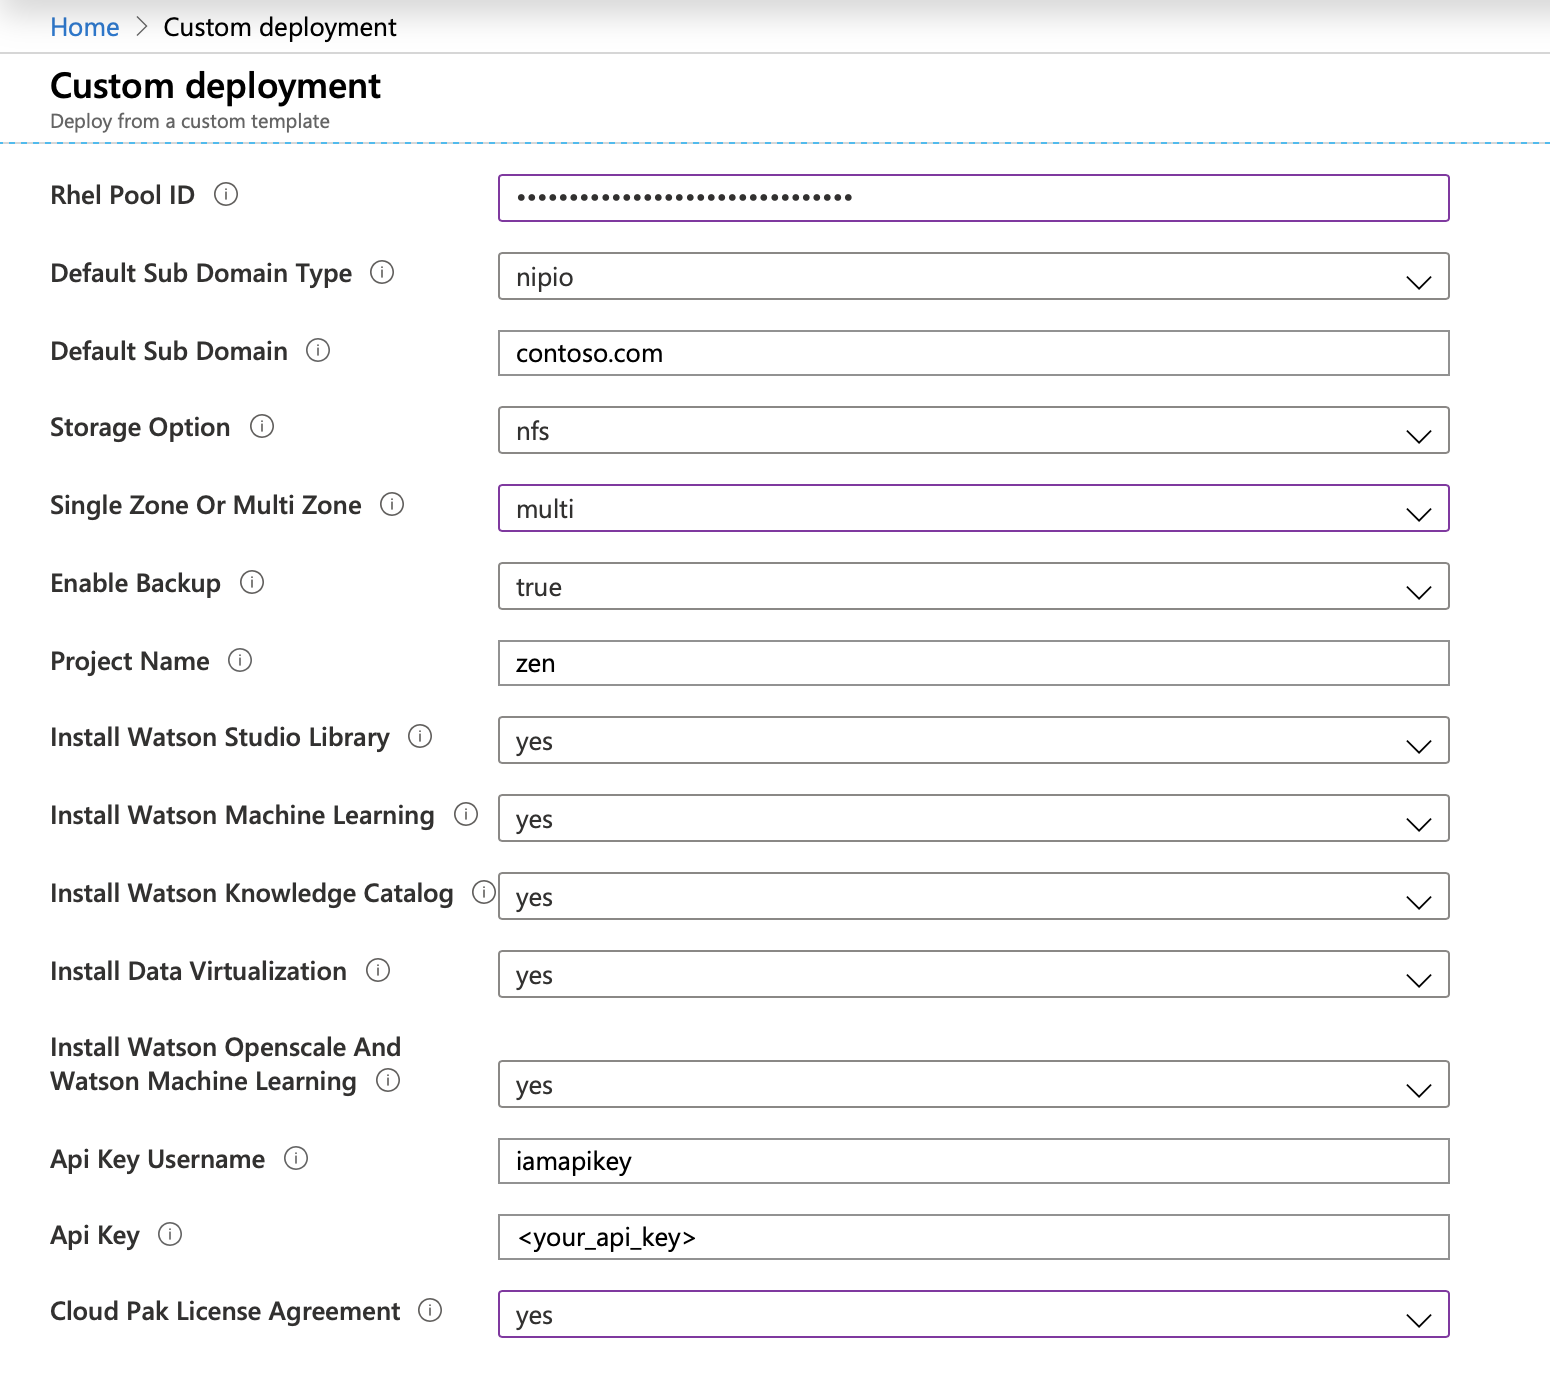 Home > Custom deployment
Custom deployment
Deploy from a custom template
Rhel Pool ID ••••••••••••••••••••••••••••••••
Default Sub Domain Type nipio
Default Sub Domain contoso.com
Storage Option nfs
Single Zone Or Multi Zone multi
Enable Backup true
Project Name zen
Install Watson Studio Library yes
Install Watson Machine Learning yes
Install Watson Knowledge Catalog yes
Install Data Virtualization yes
Install Watson Openscale And
Watson Machine Learning yes
Api Key Username iamapikey
Api Key <your_api_key>
Cloud Pak License Agreement yes